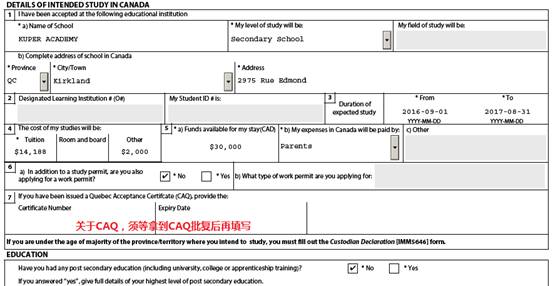 DETAILS OF INTENDED STUDY IN CANADA
1 I have been accepted at the following educational institution
* a) Name of School
KUPER ACADEMY
* My level of study will be:
Secondary School
My field of study will be:
b) Complete address of school in Canada
* Province
QC
* City/Town
Kirkland
* Address
2975 Rue Edmond
2 Designated Learning Institution # (O#)
My Student ID # is:
3 Duration of expected study
* From
2016-09-01
YYYY-MM-DD
* To
2017-08-31
YYYY-MM-DD
4 The cost of my studies will be:
* Tuition
$14,188
Room and board
Other
$2,000
5 * a) Funds available for my stay(CAD)
$30,000
* b) My expenses in Canada will be paid by:
Parents
c) Other
6 a) In addition to a study permit, are you also applying for a work permit?
✔ * No
* Yes
b) What type of work permit are you applying for:
7 If you have been issued a Quebec Acceptance Certifcate (CAQ), provide the:
Certificate Number
Expiry Date
关于CAQ，须等拿到CAQ批复后再填写
If you are under the age of majority of the province/territory where you intend to study, you must fill out the Custodian Declaration [IMM5646] form.
EDUCATION
Have you had any post secondary education (including university, college or apprenticeship training)?
✔ * No
* Yes
If you answered "yes", give full details of your highest level of post secondary education.